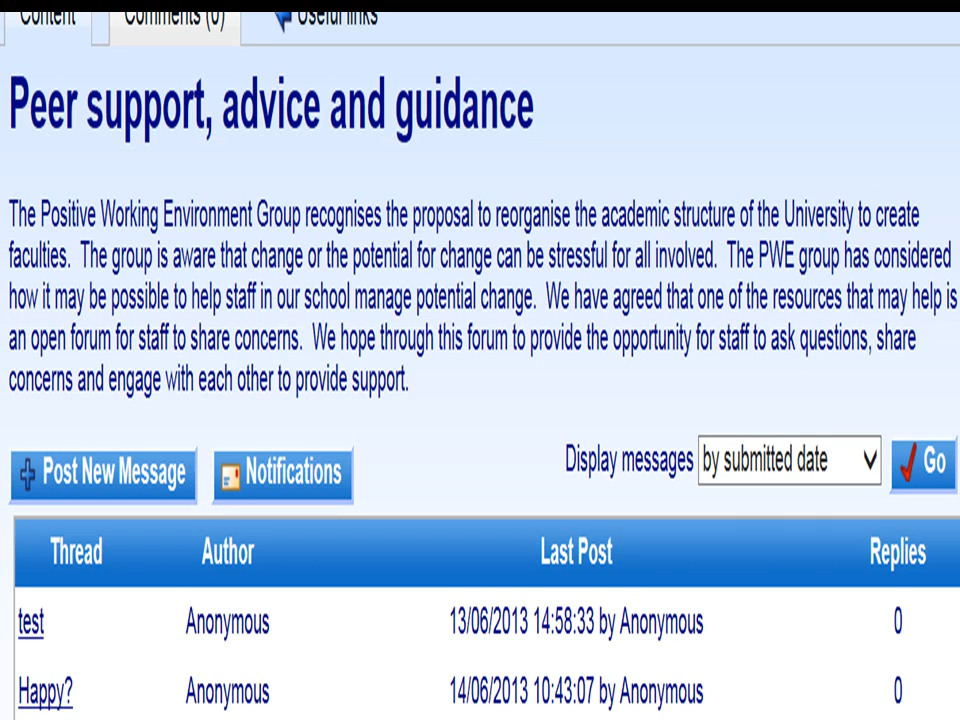 Content Comments (0) Useful links
Peer support, advice and guidance
The Positive Working Environment Group recognises the proposal to reorganise the academic structure of the University to create
faculties. The group is aware that change or the potential for change can be stressful for all involved. The PWE group has considered
how it may be possible to help staff in our school manage potential change. We have agreed that one of the resources that may help is
an open forum for staff to share concerns. We hope through this forum to provide the opportunity for staff to ask questions, share
concerns and engage with each other to provide support.
Post New Message Notifications Display messages by submitted date Go
Thread Author Last Post Replies
test Anonymous 13/06/2013 14:58:33 by Anonymous 0
Happy? Anonymous 14/06/2013 10:43:07 by Anonymous 0